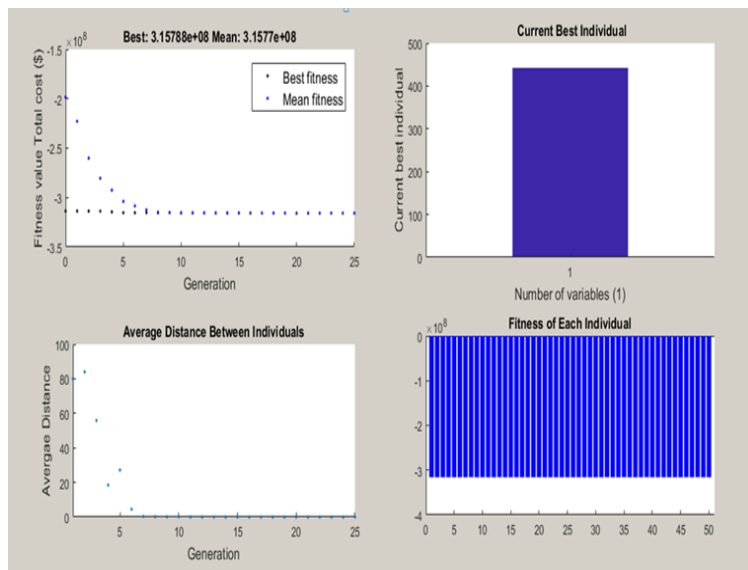 Best: 3.15788e+08 Mean: 3.1577e+08
×10^8
-1.5
-2
-2.5
-3
-3.5
Fitness value Total cost ($)
Best fitness
Mean fitness
0 5 10 15 20 25
Generation
Current Best Individual
500
400
300
200
100
0
Current best individual
1
Number of variables (1)
Average Distance Between Individuals
100
80
60
40
20
0
Avergae Distance
5 10 15 20 25
Generation
Fitness of Each Individual
×10^8
0
-1
-2
-3
-4
0 5 10 15 20 25 30 35 40 45 50